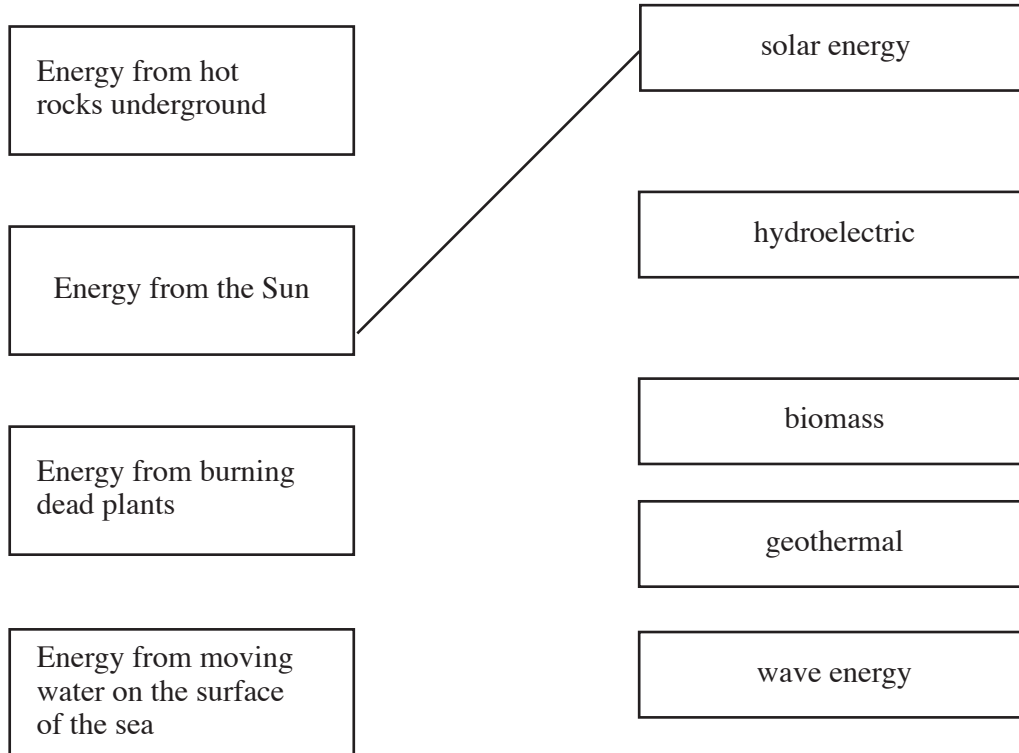 Energy from hot
rocks underground
Energy from the Sun
Energy from burning
dead plants
Energy from moving
water on the surface
of the sea
solar energy
hydroelectric
biomass
geothermal
wave energy